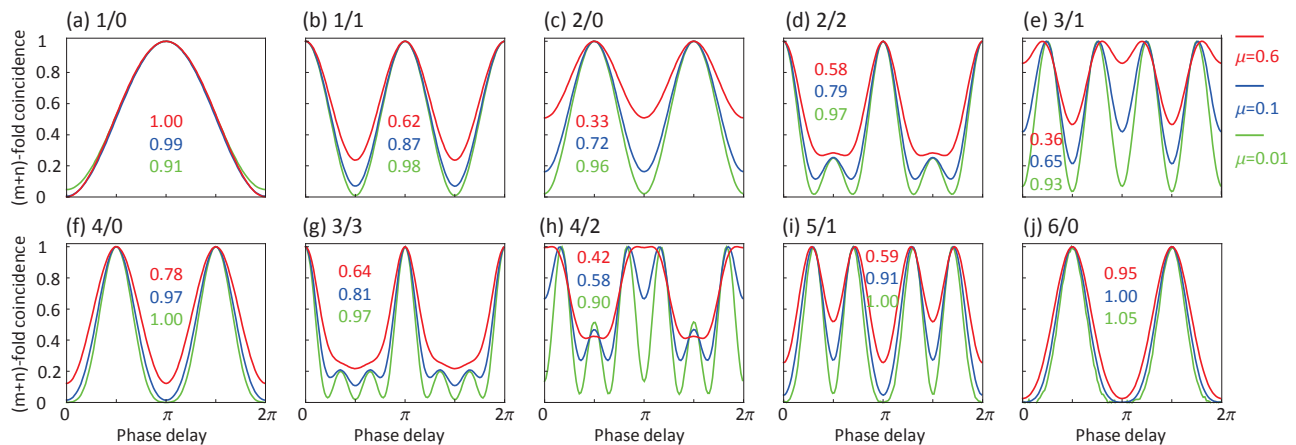 (a) 1/0
(b) 1/1
(c) 2/0
(d) 2/2
(e) 3/1
(m+n)-fold coincidence
1
0.8
0.6
0.4
0.2
0
1.00
0.99
0.91
0.62
0.87
0.98
0.33
0.72
0.96
0.58
0.79
0.97
0.36
0.65
0.93
μ=0.6
μ=0.1
μ=0.01
(f) 4/0
(g) 3/3
(h) 4/2
(i) 5/1
(j) 6/0
(m+n)-fold coincidence
1
0.8
0.6
0.4
0.2
0
0.78
0.97
1.00
0.64
0.81
0.97
0.42
0.58
0.90
0.59
0.91
1.00
0.95
1.00
1.05
0 π 2π
0 π 2π
0 π 2π
0 π 2π
0 π 2π
Phase delay
Phase delay
Phase delay
Phase delay
Phase delay